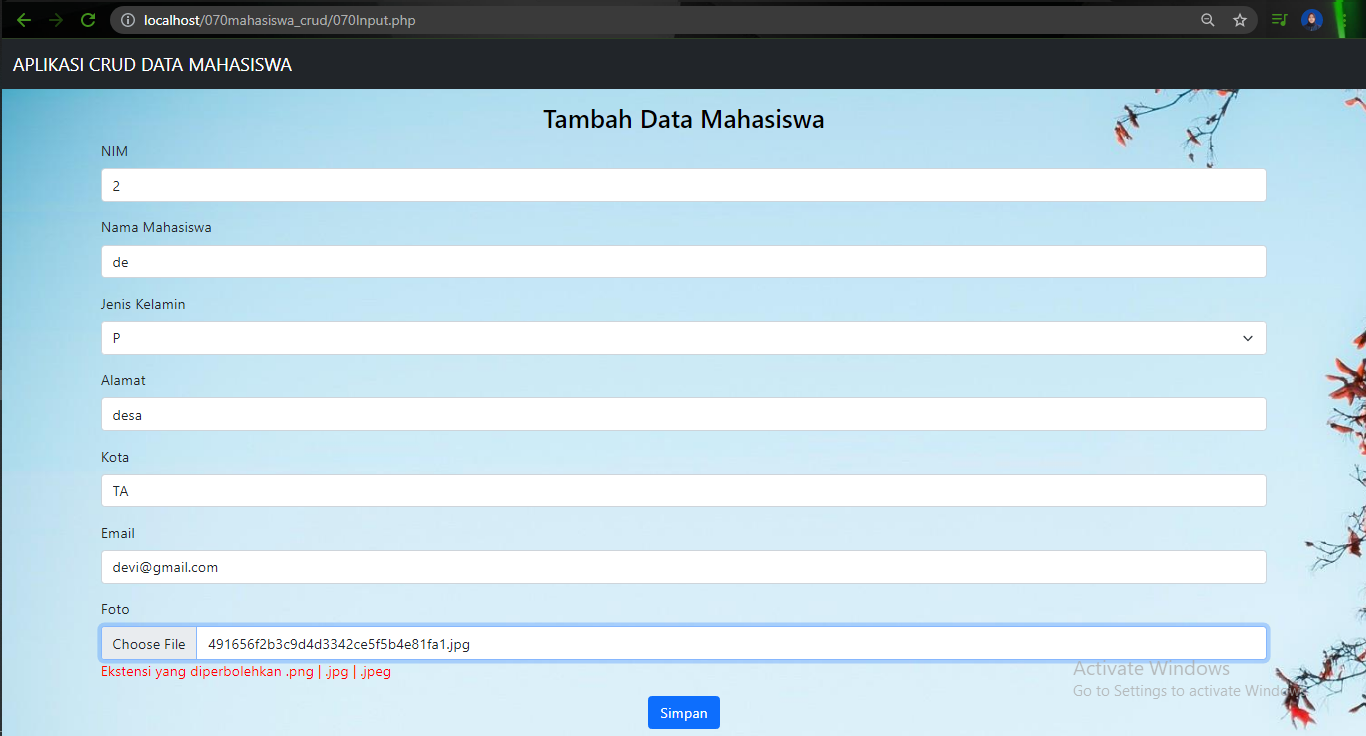 localhost/070mahasiswa_crud/070Input.php
APLIKASI CRUD DATA MAHASISWA
Tambah Data Mahasiswa
NIM
2
Nama Mahasiswa
de
Jenis Kelamin
P
Alamat
desa
Kota
TA
Email
devi@gmail.com
Foto
Choose File 491656f2b3c9d4d3342ce5f5b4e81fa1.jpg
Ekstensi yang diperbolehkan .png | .jpg | .jpeg
Activate Windows
Go to Settings to activate Windows.
Simpan